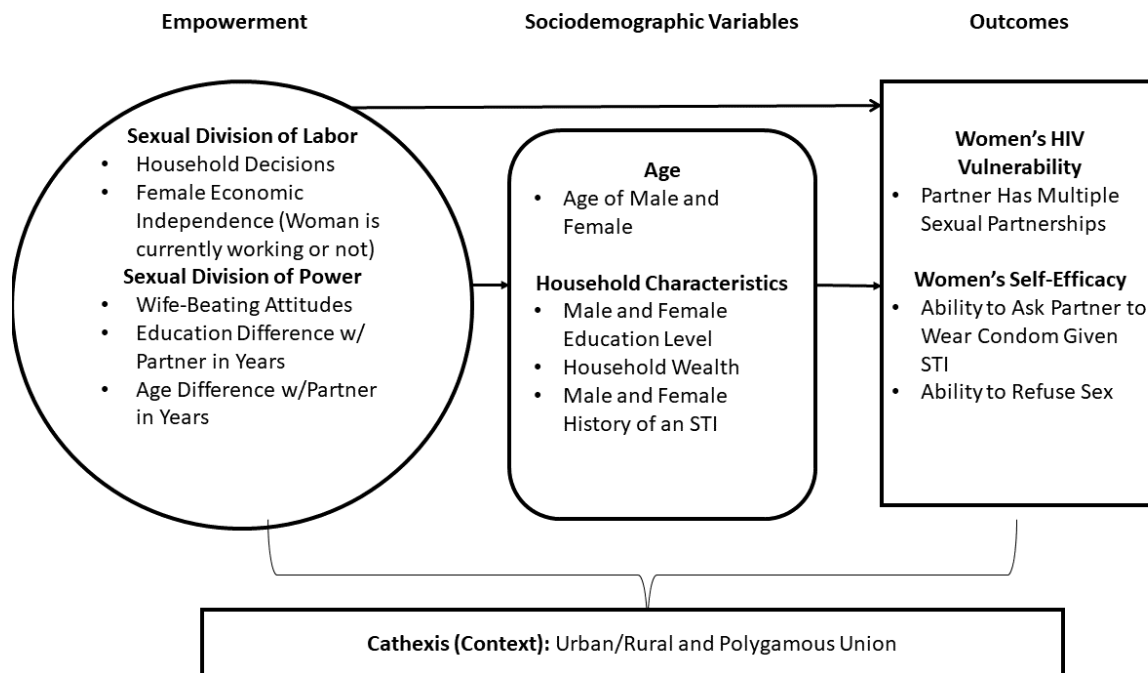 Empowerment
Sociodemographic Variables
Outcomes
Sexual Division of Labor
• Household Decisions
• Female Economic
Independence (Woman is
currently working or not)
Sexual Division of Power
• Wife-Beating Attitudes
• Education Difference w/
Partner in Years
• Age Difference w/Partner
in Years
Age
• Age of Male and
Female
Household Characteristics
• Male and Female
Education Level
• Household Wealth
• Male and Female
History of an STI
Women's HIV
Vulnerability
• Partner Has Multiple
Sexual Partnerships
Women's Self-Efficacy
• Ability to Ask Partner to
Wear Condom Given
STI
• Ability to Refuse Sex
Cathexis (Context): Urban/Rural and Polygamous Union